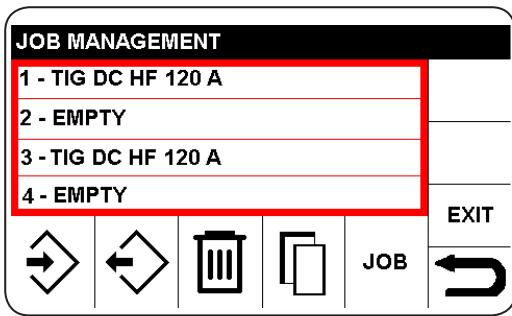 JOB MANAGEMENT
1 - TIG DC HF 120 A
2 - EMPTY
3 - TIG DC HF 120 A
4 - EMPTY
EXIT
JOB